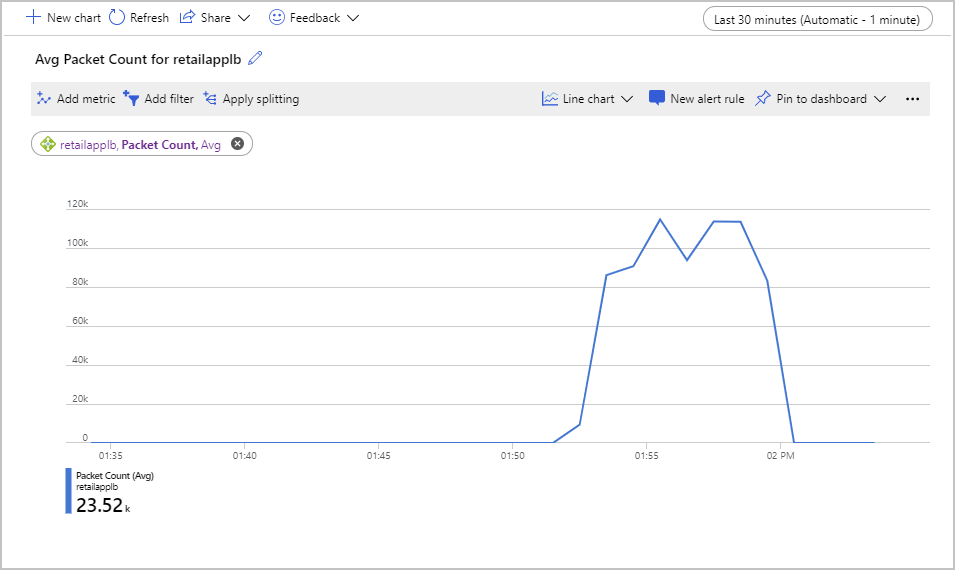 New chart Refresh Share Feedback Last 30 minutes (Automatic - 1 minute)
Avg Packet Count for retailapplb
Add metric Add filter Apply splitting Line chart New alert rule Pin to dashboard ...
retailapplb, Packet Count, Avg
120k
100k
80k
60k
40k
20k
0
01:35 01:40 01:45 01:50 01:55 02 PM
Packet Count (Avg)
retailapplb
23.52 k